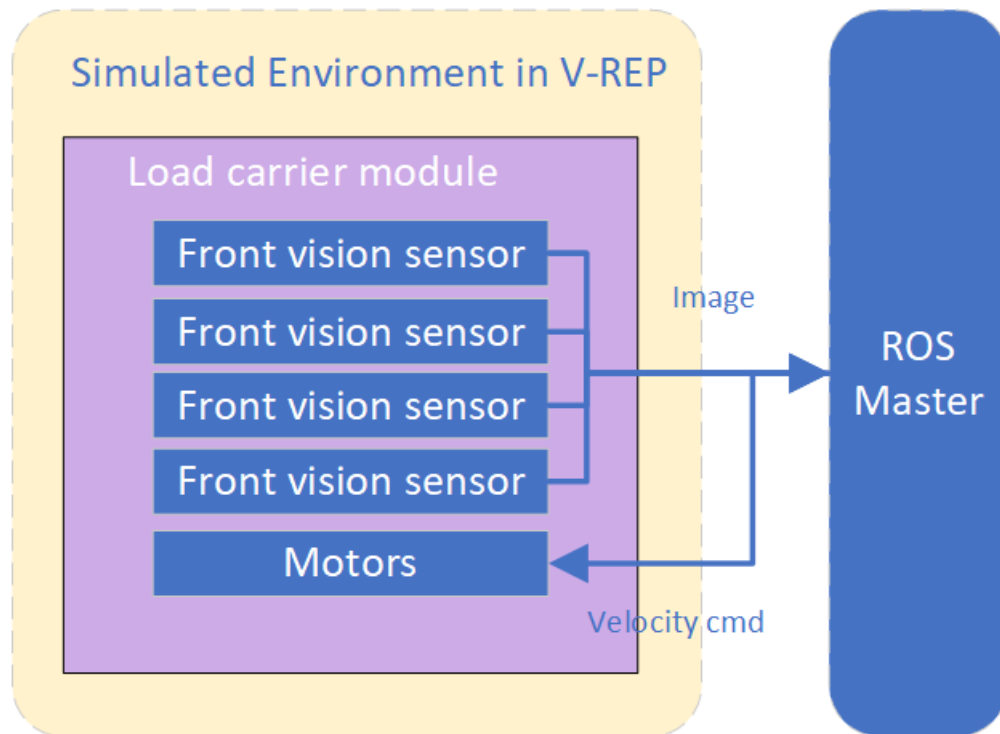 Simulated Environment in V-REP
Load carrier module
Front vision sensor
Front vision sensor
Front vision sensor
Front vision sensor
Motors
Image
Velocity cmd
ROS
Master